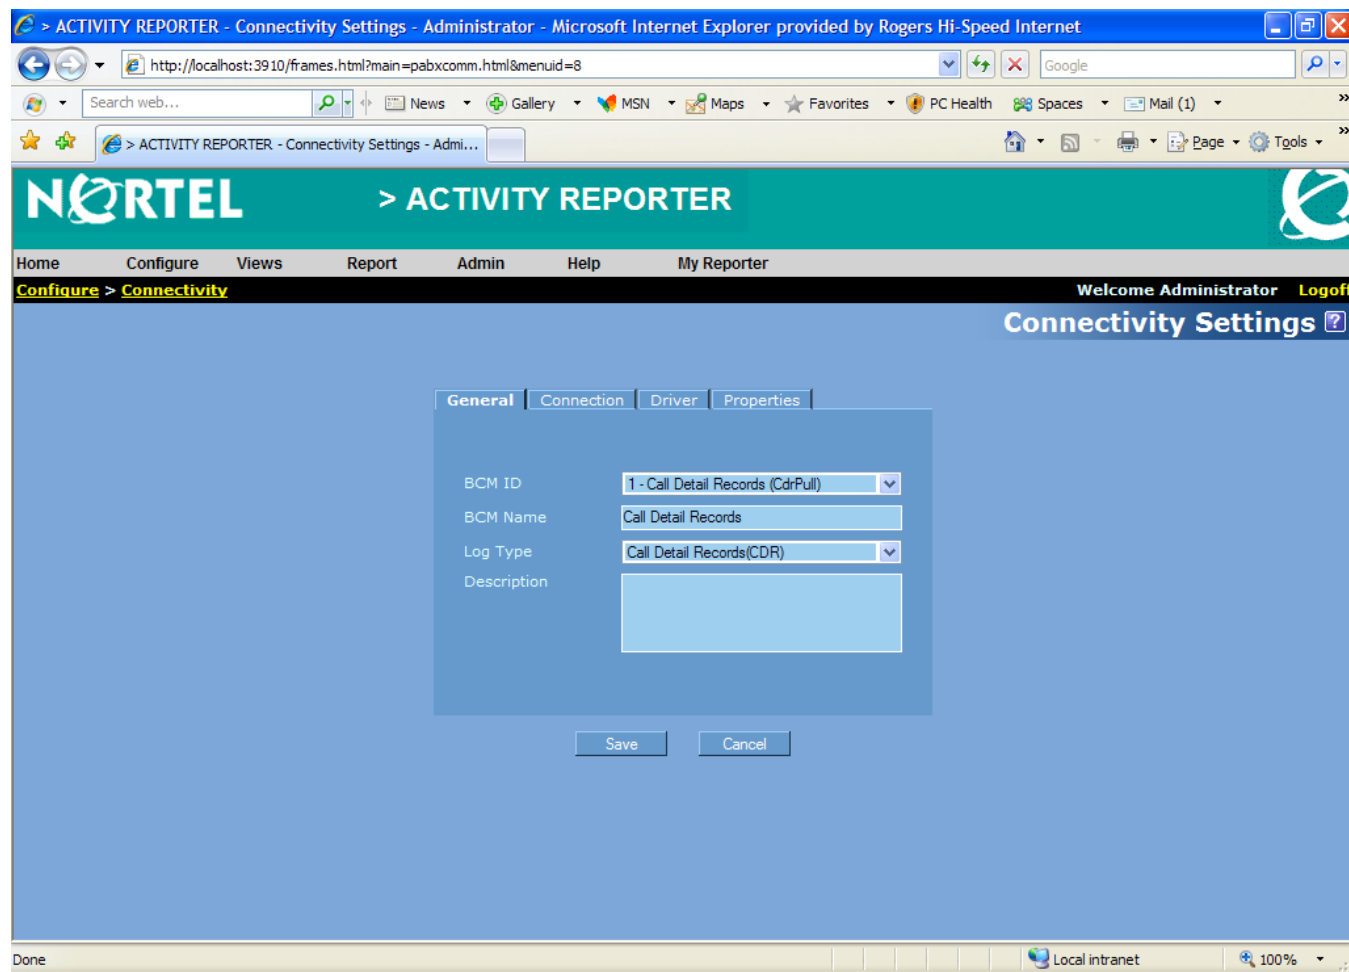 > ACTIVITY REPORTER - Connectivity Settings - Administrator - Microsoft Internet Explorer provided by Rogers Hi-Speed Internet
http://localhost:3910/frames.html?main=pabxcomm.html&menuid=8 Google
Search web... News Gallery MSN Maps Favorites PC Health Spaces Mail (1) »
> ACTIVITY REPORTER - Connectivity Settings - Admi... Page Tools »
NORTEL > ACTIVITY REPORTER
Home Configure Views Report Admin Help My Reporter
Configure > Connectivity Welcome Administrator Logoff
Connectivity Settings ?
General Connection Driver Properties
BCM ID 1 - Call Detail Records (CdrPull)
BCM Name Call Detail Records
Log Type Call Detail Records(CDR)
Description
Save Cancel
Done Local intranet 100%